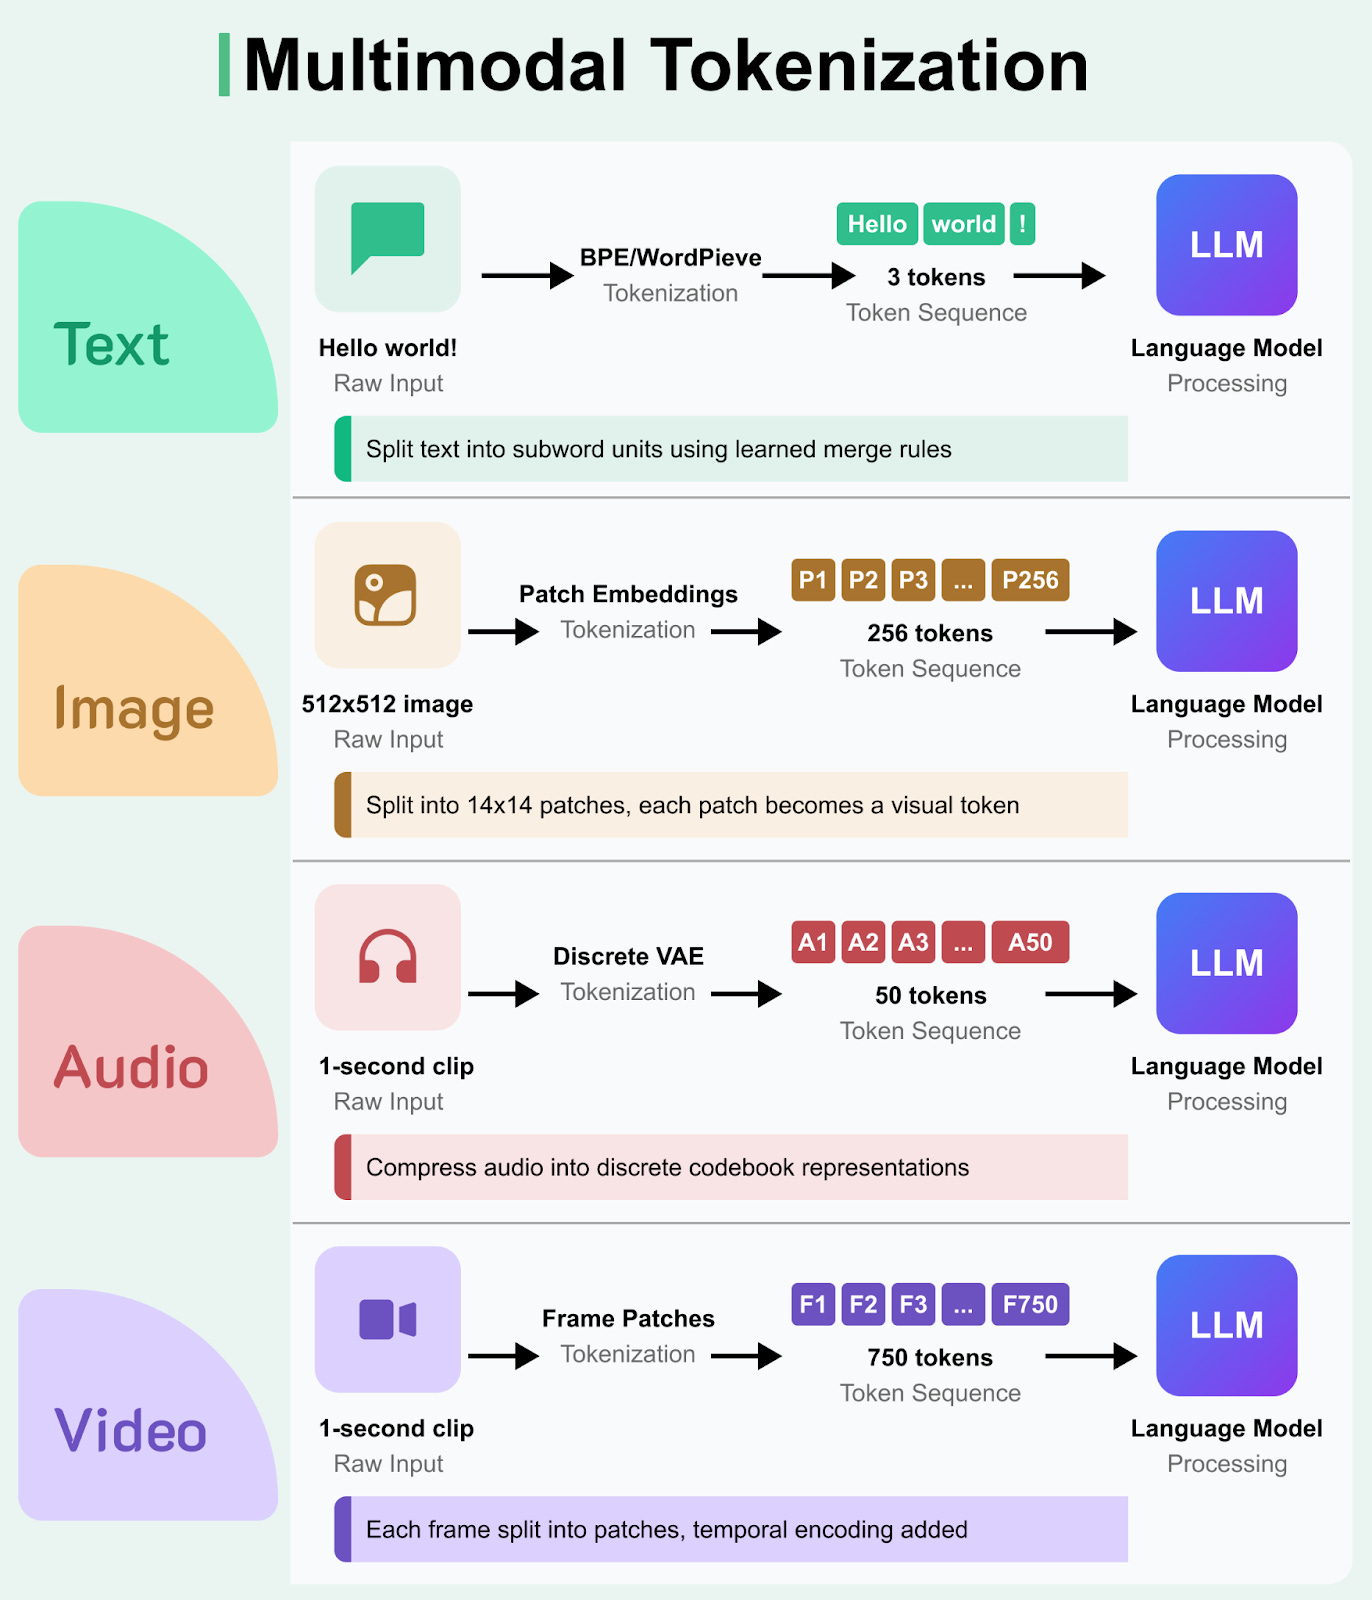 Multimodal Tokenization
Text
Hello world!
Raw Input
BPE/WordPieve
Tokenization
Hello world !
3 tokens
Token Sequence
LLM
Language Model
Processing
Split text into subword units using learned merge rules
Image
512x512 image
Raw Input
Patch Embeddings
Tokenization
P1 P2 P3 ... P256
256 tokens
Token Sequence
LLM
Language Model
Processing
Split into 14x14 patches, each patch becomes a visual token
Audio
1-second clip
Raw Input
Discrete VAE
Tokenization
A1 A2 A3 ... A50
50 tokens
Token Sequence
LLM
Language Model
Processing
Compress audio into discrete codebook representations
Video
1-second clip
Raw Input
Frame Patches
Tokenization
F1 F2 F3 ... F750
750 tokens
Token Sequence
LLM
Language Model
Processing
Each frame split into patches, temporal encoding added